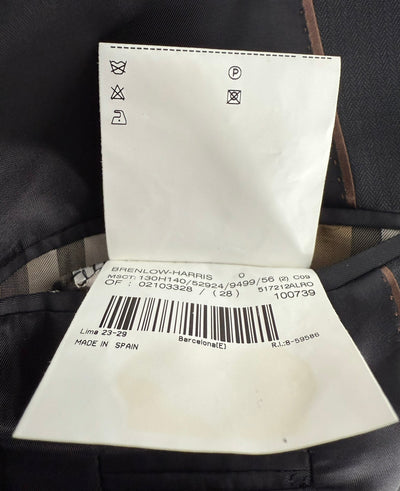 P
BRENLOW-HARRIS 0
MSCT: 130H140/52924/9499/56 (2) C09
OF : 02103328 / (28) 517212ALRO
100739
Lime 23-29
Barcelona(E)
MADE IN SPAIN
R.I.:8-59586